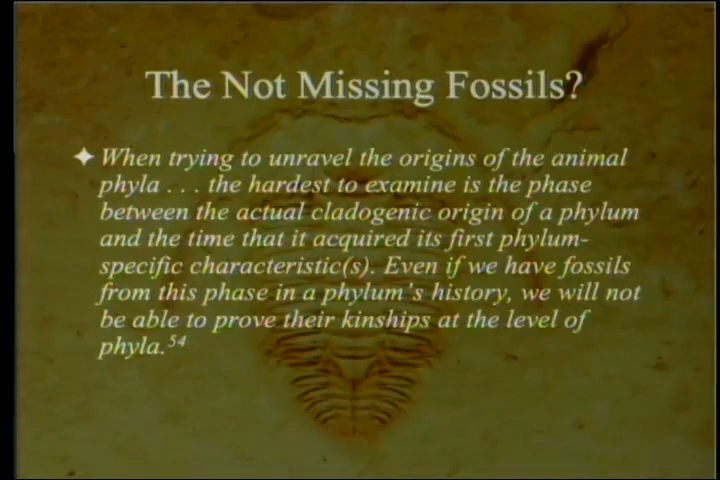 The Not Missing Fossils?
When trying to unravel the origins of the animal
phyla . . . the hardest to examine is the phase
between the actual cladogenic origin of a phylum
and the time that it acquired its first phylum-
specific characteristic(s). Even if we have fossils
from this phase in a phylum's history, we will not
be able to prove their kinships at the level of
phyla.54